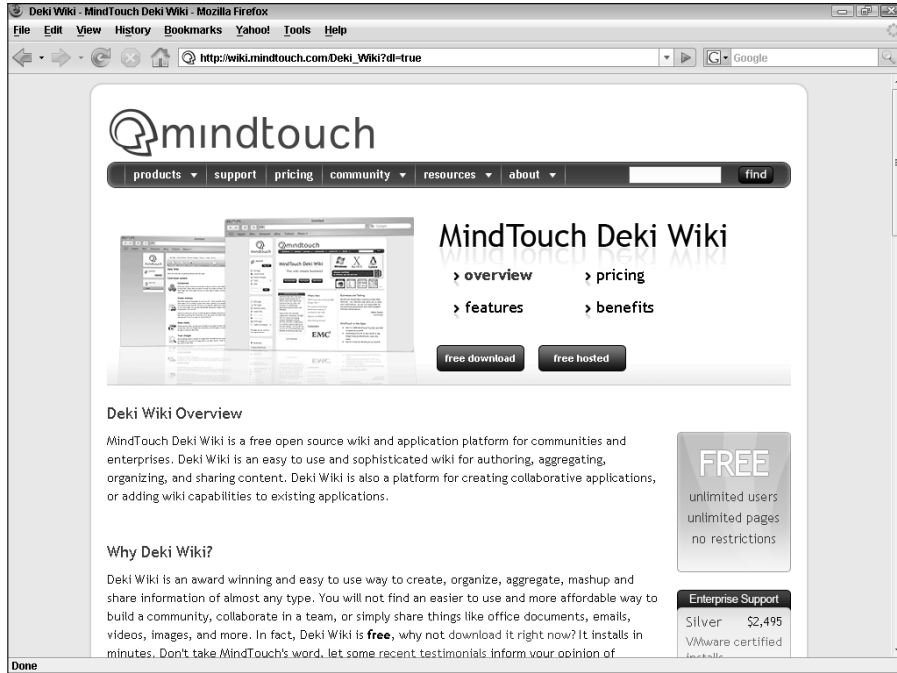 Deki Wiki - MindTouch Deki Wiki - Mozilla Firefox
File Edit View History Bookmarks Yahoo! Tools Help
http://wiki.mindtouch.com/Deki_Wiki?dl=true
G Google
mindtouch
products support pricing community resources about find
MindTouch Deki Wiki
overview pricing
features benefits
EMC²
free download free hosted
Deki Wiki Overview
MindTouch Deki Wiki is a free open source wiki and application platform for communities and
enterprises. Deki Wiki is an easy to use and sophisticated wiki for authoring, aggregating,
organizing, and sharing content. Deki Wiki is also a platform for creating collaborative applications,
or adding wiki capabilities to existing applications.
FREE
unlimited users
unlimited pages
no restrictions
Why Deki Wiki?
Deki Wiki is an award winning and easy to use way to create, organize, aggregate, mashup and
share information of almost any type. You will not find an easier to use and more affordable way to
build a community, collaborate in a team, or simply share things like office documents, emails,
videos, images, and more. In fact, Deki Wiki is free, why not download it right now? It installs in
minutes. Don't take MindTouch's word, let some recent testimonials inform your opinion of
Enterprise Support
Silver $2,495
VMware certified
installs
Done